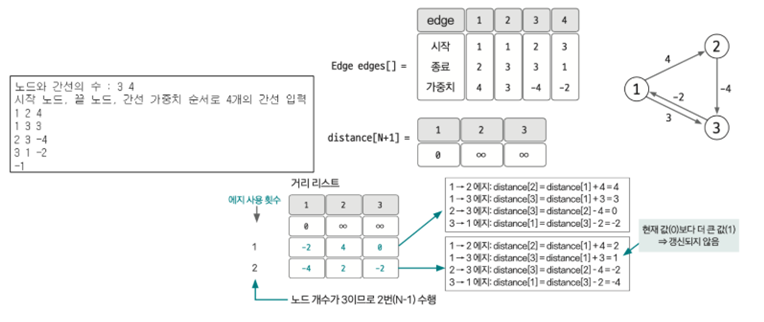 노드와 간선의 수 : 3 4
시작 노드, 끝 노드, 간선 가중치 순서로 4개의 간선 입력
1 2 4
1 3 3
2 3 -4
3 1 -2
-1
Edge edges[] =
edge 1 2 3 4
시작 1 1 2 3
종료 2 3 3 1
가중치 4 3 -4 -2
distance[N+1] =
1 2 3
0 ∞ ∞
1
2
3
4
-4
-2
3
거리 리스트
에지 사용 횟수
1 2 3
0 ∞ ∞
1 -2 4 0
2 -4 2 -2
노드 개수가 3이므로 2번(N-1) 수행
1 → 2 에지: distance[2] = distance[1] + 4 = 4
1 → 3 에지: distance[3] = distance[1] + 3 = 3
2 → 3 에지: distance[3] = distance[2] - 4 = 0
3 → 1 에지: distance[1] = distance[3] - 2 = -2
1 → 2 에지: distance[2] = distance[1] + 4 = 2
1 → 3 에지: distance[3] = distance[1] + 3 = 1
2 → 3 에지: distance[3] = distance[2] - 4 = -2
3 → 1 에지: distance[1] = distance[3] - 2 = -4
현재 값(0)보다 더 큰 값(1)
⇒ 갱신되지 않음